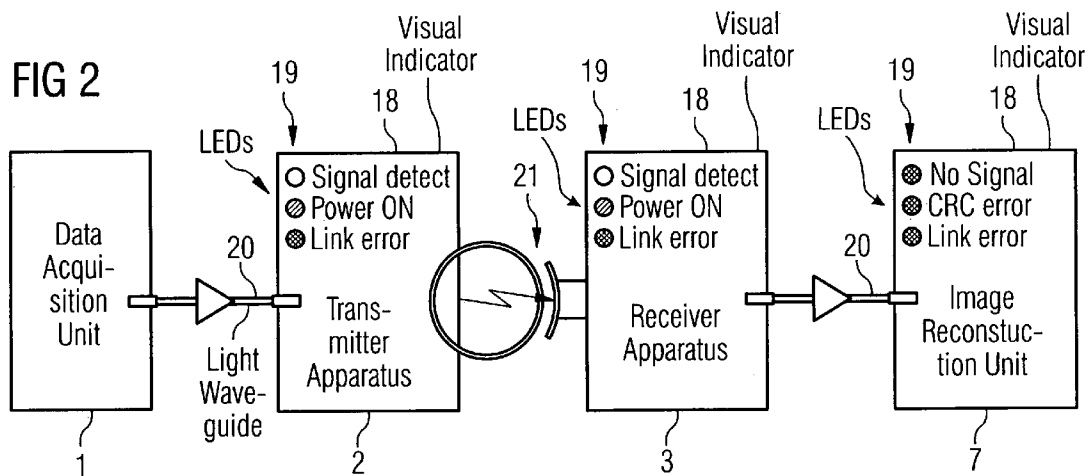 FIG 2
Visual
Indicator
Visual
Indicator
Visual
Indicator
19
18
19
18
19
18
LEDs
LEDs
LEDs
21
Signal detect
Power ON
Link error
Signal detect
Power ON
Link error
No Signal
CRC error
Link error
Data
Acqui-
sition
Unit
20
20
Light
Wave-
guide
Trans-
mitter
Apparatus
Receiver
Apparatus
Image
Reconstuc-
tion Unit
1
2
3
7